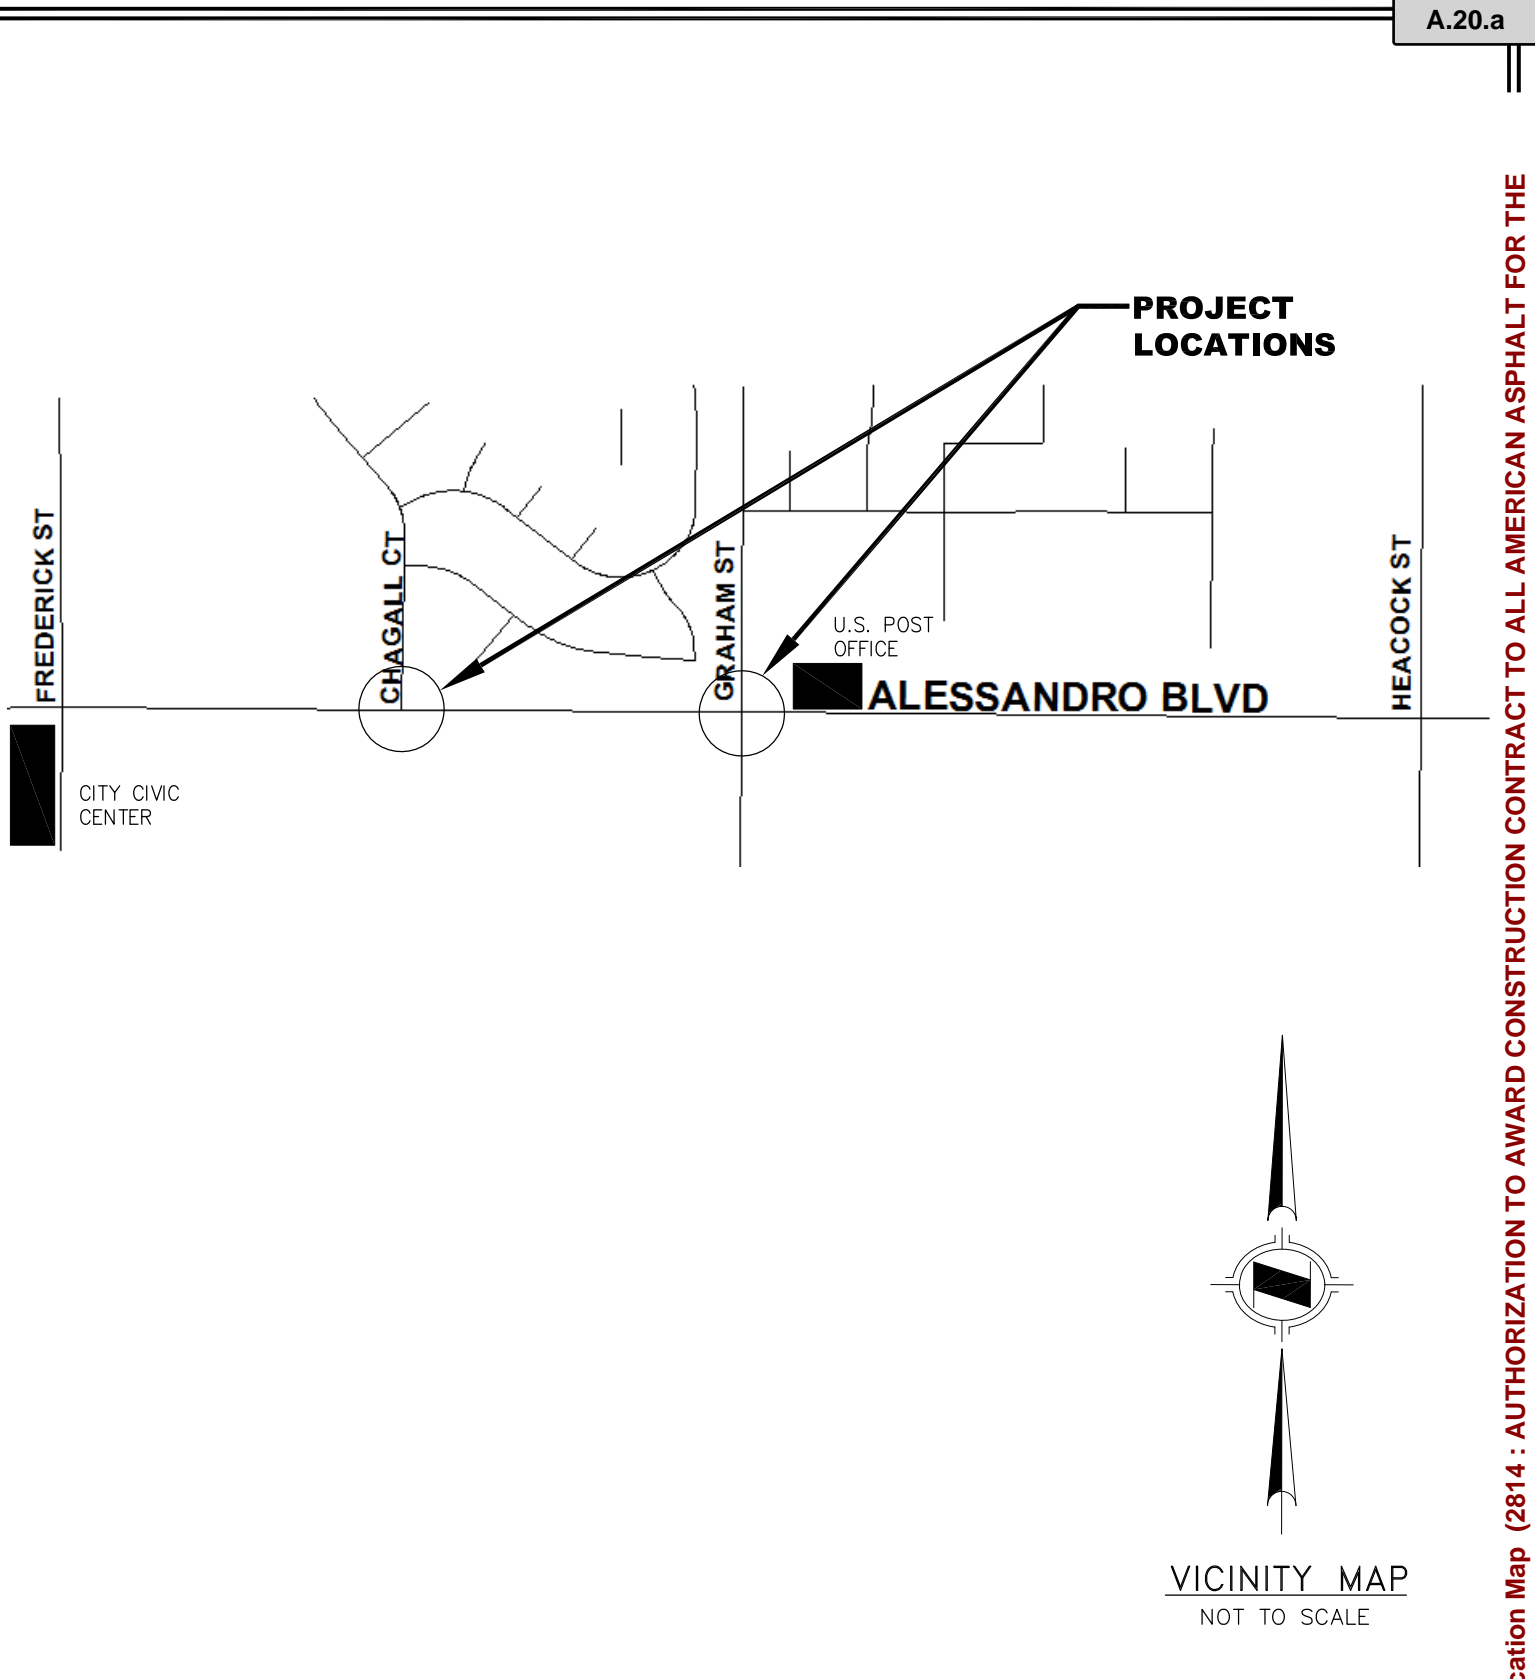 A.20.a
PROJECT
LOCATIONS
FREDERICK ST
CHAGALL CT
GRAHAM ST
HEACOCK ST
U.S. POST
OFFICE
ALESSANDRO BLVD
CITY CIVIC
CENTER
VICINITY MAP
NOT TO SCALE
Map (2814 : AUTHORIZATION TO AWARD CONSTRUCTION CONTRACT TO ALL AMERICAN ASPHALT FOR THE